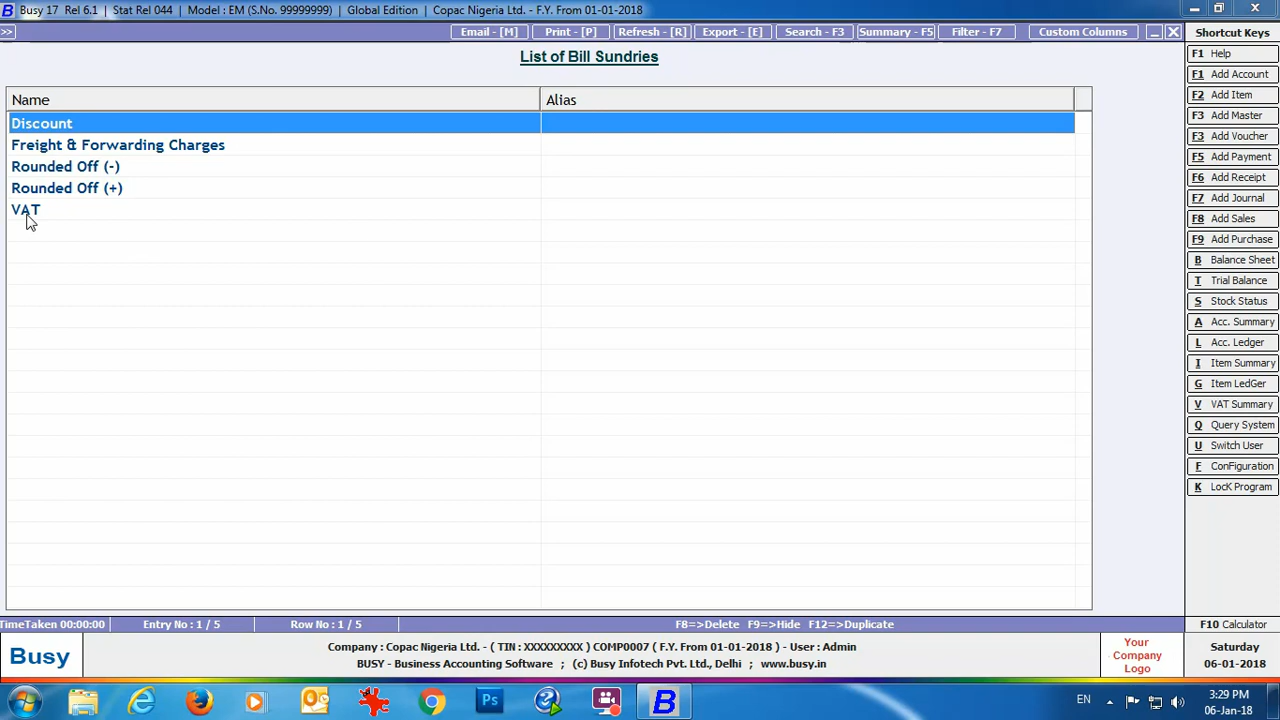 Busy 17 Rel 6.1 | Stat Rel 044 | Model : EM (S.No. 99999999) | Global Edition | Copac Nigeria Ltd. - F.Y. From 01-01-2018
>> Email - [M] Print - [P] Refresh - [R] Export - [E] Search - F3 Summary - F5 Filter - F7 Custom Columns
List of Bill Sundries
Name Alias
Discount
Freight & Forwarding Charges
Rounded Off (-)
Rounded Off (+)
VAT
Shortcut Keys
F1 Help
F1 Add Account
F2 Add Item
F3 Add Master
F3 Add Voucher
F5 Add Payment
F6 Add Receipt
F7 Add Journal
F8 Add Sales
F9 Add Purchase
B Balance Sheet
T Trial Balance
S Stock Status
A Acc. Summary
L Acc. Ledger
I Item Summary
G Item LedGer
V VAT Summary
Q Query System
U Switch User
F ConFiguration
K LocK Program
TimeTaken 00:00:00 Entry No : 1 / 5 Row No : 1 / 5 F8=>Delete F9=>Hide F12=>Duplicate F10 Calculator
Busy
Company : Copac Nigeria Ltd. - ( TIN : XXXXXXXXX ) COMP0007 ( F.Y. From 01-01-2018 ) - User : Admin
BUSY - Business Accounting Software ; (c) Busy Infotech Pvt. Ltd., Delhi ; www.busy.in
Your
Company
Logo
Saturday
06-01-2018
Ps
EN
3:29 PM
06-Jan-18